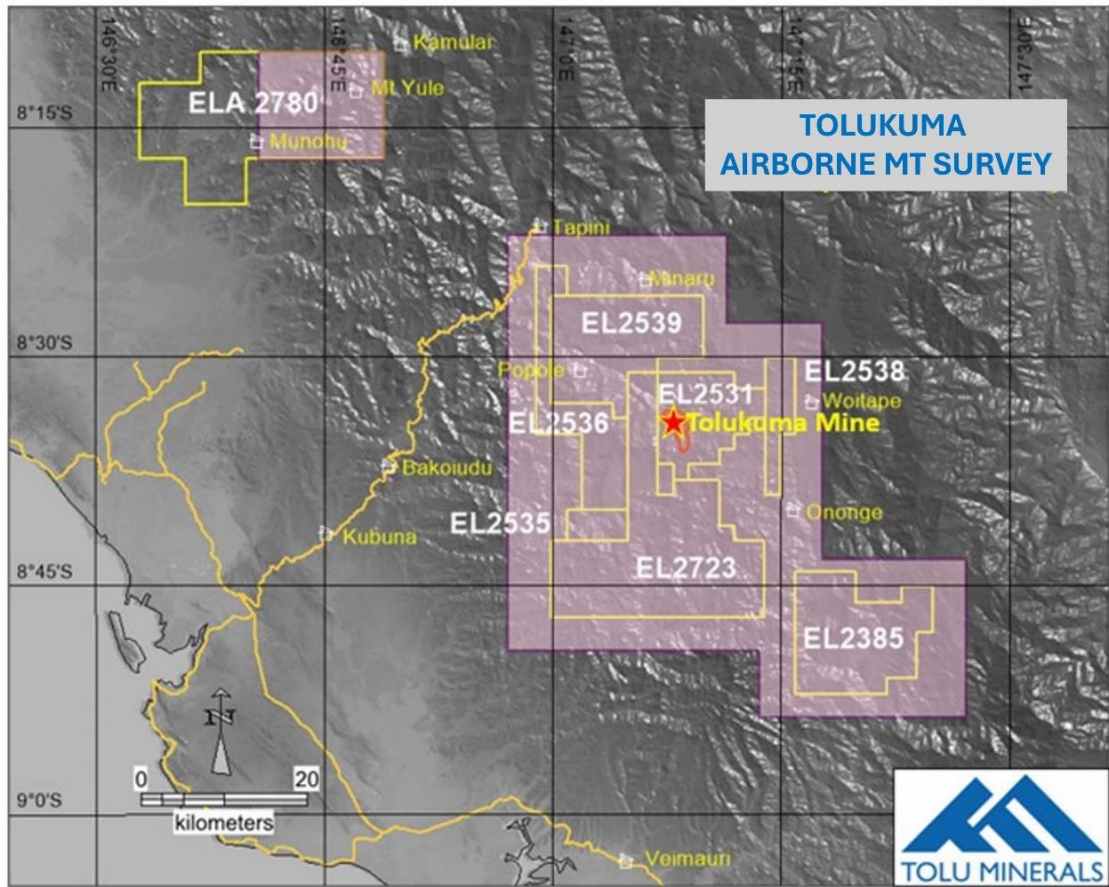 146°30'E
146°45'E
147°0'E
147°15'E
147°30'E
Kamular
Mt Yule
ELA 2780
8°15'S
Munohu
TOLUKUMA
AIRBORNE MT SURVEY
Tapini
Minaru
EL2539
8°30'S
Popole
EL2538
EL2531
Woitape
EL2536
Tolukuma Mine
Bakoiudu
EL2535
Ononge
Kubuna
EL2723
8°45'S
EL2385
N
0 20
kilometers
9°0'S
Veimauri
TOLU MINERALS